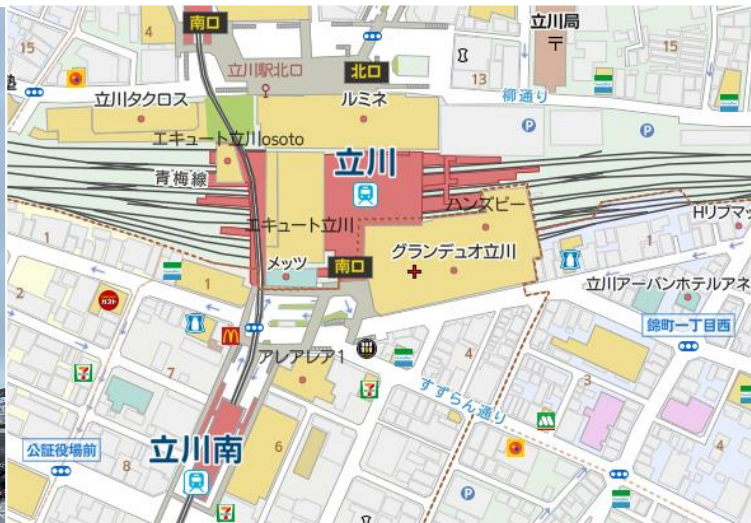 南口
4
15
立川駅北口
北口
13
立川局
〒
15
塾
立川タクロス
ルミネ
柳通り
P
P
エキュート立川osoto
立川
青梅線
ハンズビー
エキュート立川
Hリブマッ
メッツ
南口
グランデュオ立川
1
1
2
立川アーバンホテルアネ
錦町一丁目西
アレアレア1
4
7
3
すずらん通り
公証役場前
立川南
8
6
4
P